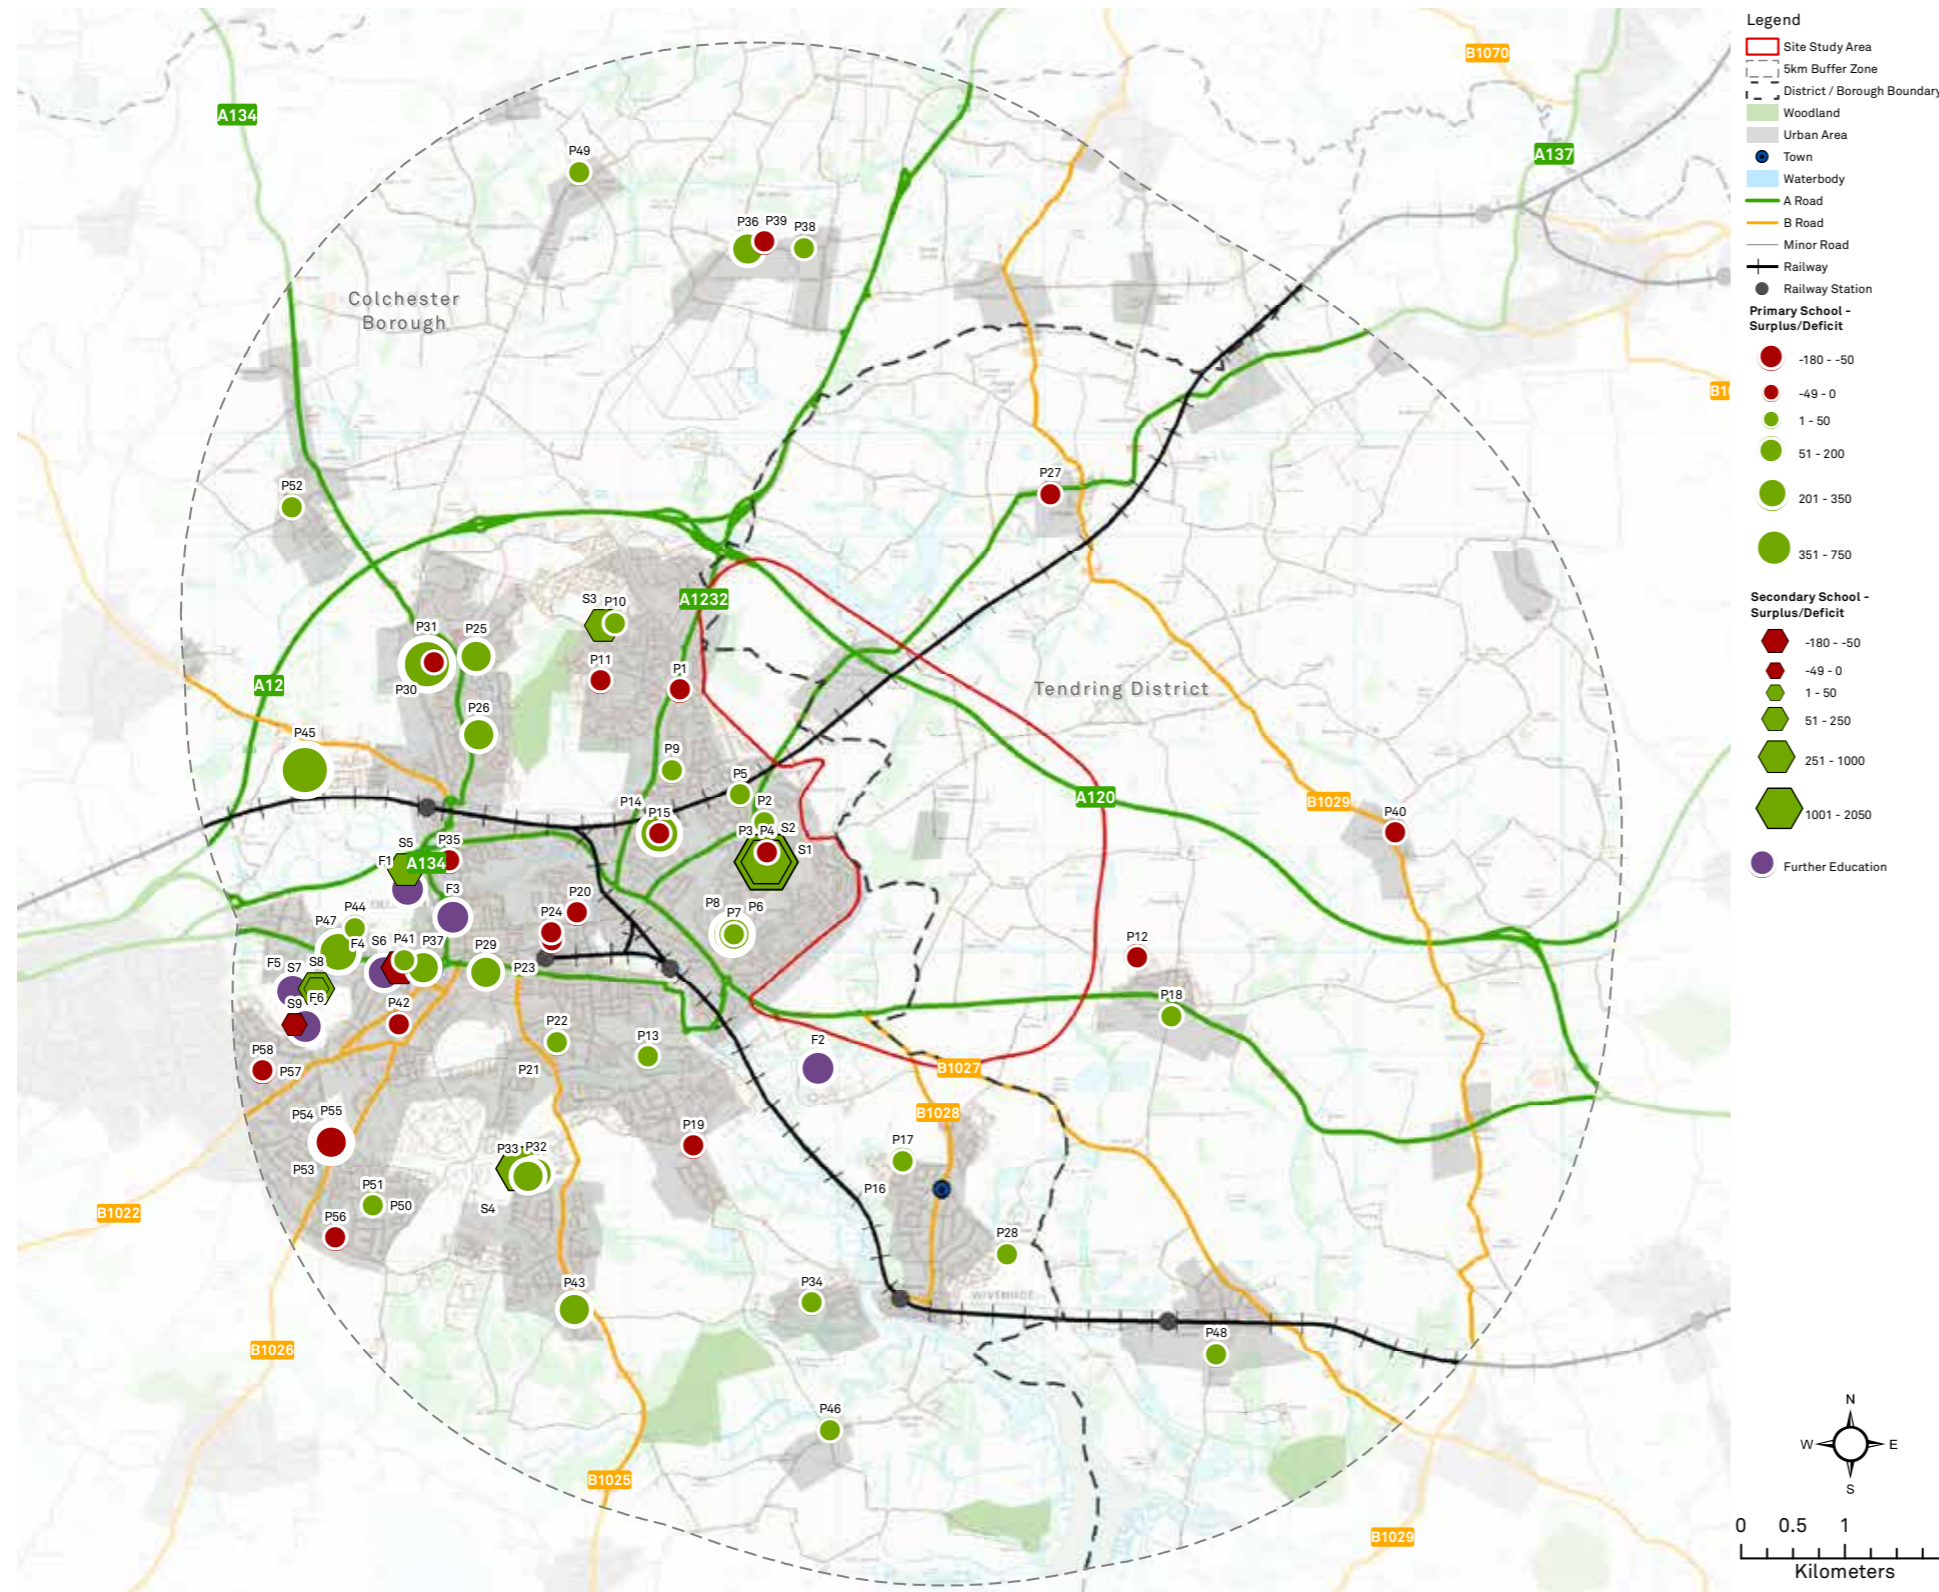 Legend
Site Study Area
5km Buffer Zone
District / Borough Boundary
Woodland
Urban Area
Town
Waterbody
A Road
B Road
Minor Road
Railway
Railway Station
Primary School -
Surplus/Deficit
-180 - -50
-49 - 0
1 - 50
51 - 200
201 - 350
351 - 750
Secondary School -
Surplus/Deficit
-180 - -50
-49 - 0
1 - 50
51 - 250
251 - 1000
1001 - 2050
Further Education
N
W E
S
0 0.5 1
Kilometers
B1070
A134
A137
P49
P36 P39 P38
Colchester
Borough
P27
P52
A1232
S3 P10
P31 P25
P11 P1
P30
A12
Tendring District
P26
P45
P9
P5
A120
B1029
P14 P2
P15
P40
P3 P4 S2
S1
S5 P35
F1 A134
F3
P20
P44 P24
P8 P7 P6
P47
F4 S6 P41 P37 P29
P12
F5 S7 S8
P23
S9 F6 P42
P18
P22 P13
F2
P58 P57
P21
B1027
B1028
P54 P55
P53
P19
P33 P32
P17
P16
P51 P50
S4
B1022
P56
P28
P43
P34
WIVENHOE
P48
B1026
P46
B1025
B1029